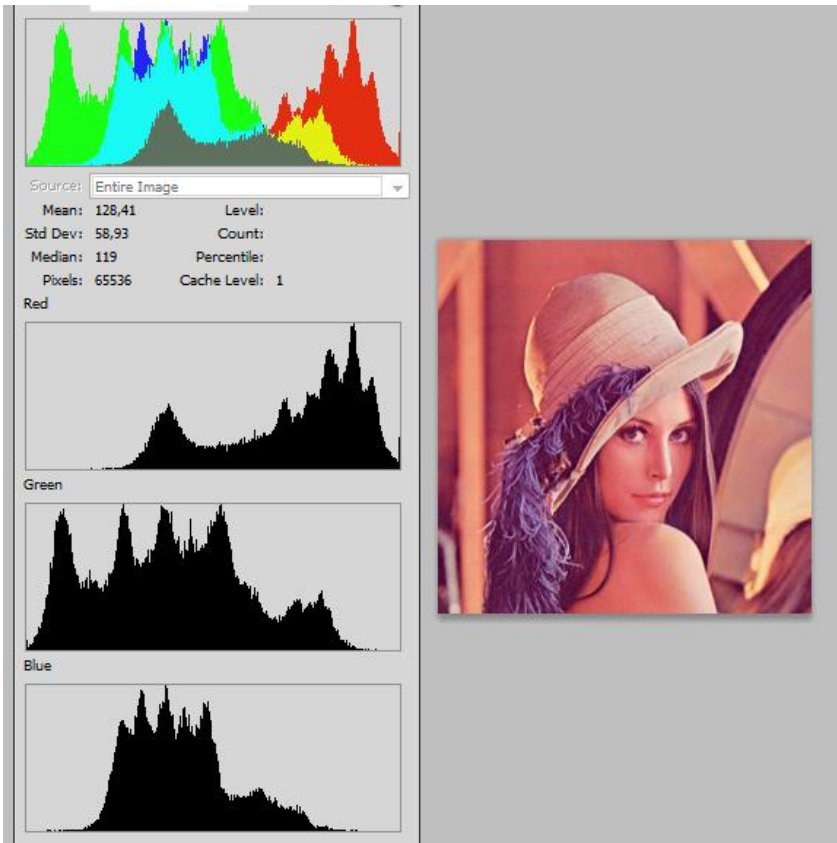 Source: Entire Image
Mean: 128,41 Level:
Std Dev: 58,93 Count:
Median: 119 Percentile:
Pixels: 65536 Cache Level: 1
Red
Green
Blue